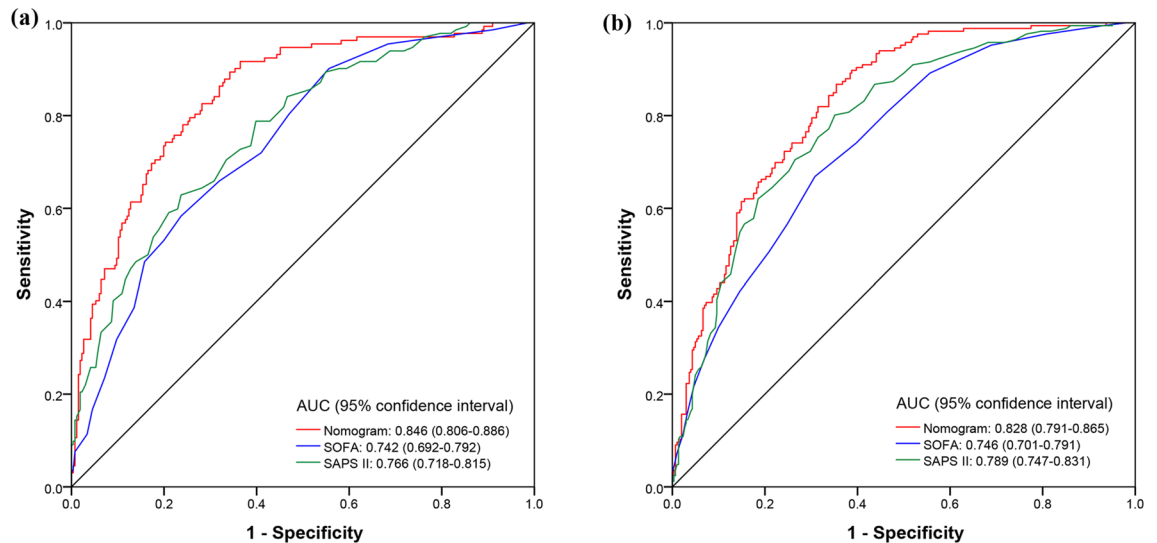 (a)
1.0
0.8
0.6
0.4
0.2
0.0
Sensitivity
0.0 0.2 0.4 0.6 0.8 1.0
1 - Specificity
AUC (95% confidence interval)
Nomogram: 0.846 (0.806-0.886)
SOFA: 0.742 (0.692-0.792)
SAPS II: 0.766 (0.718-0.815)
(b)
1.0
0.8
0.6
0.4
0.2
0.0
Sensitivity
0.0 0.2 0.4 0.6 0.8 1.0
1 - Specificity
AUC (95% confidence interval)
Nomogram: 0.828 (0.791-0.865)
SOFA: 0.746 (0.701-0.791)
SAPS II: 0.789 (0.747-0.831)